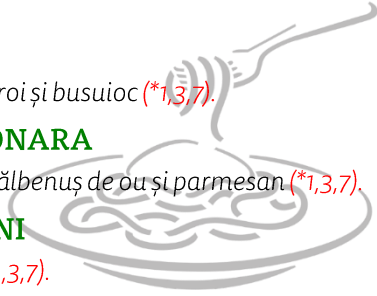 roi și busuioc (*1,3,7).
ONARA
ălbenuș de ou și parmesan (*1,3,7).
NI
,3,7).